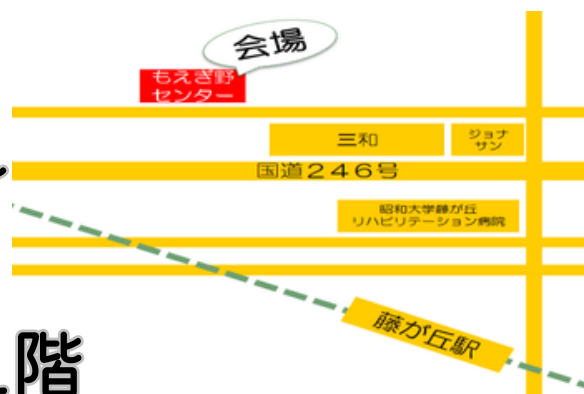 会場
もえぎ野
センター
三和
ジョナ
サン
国道246号
昭和大学藤が丘
リハビリテーション病院
藤が丘駅
階